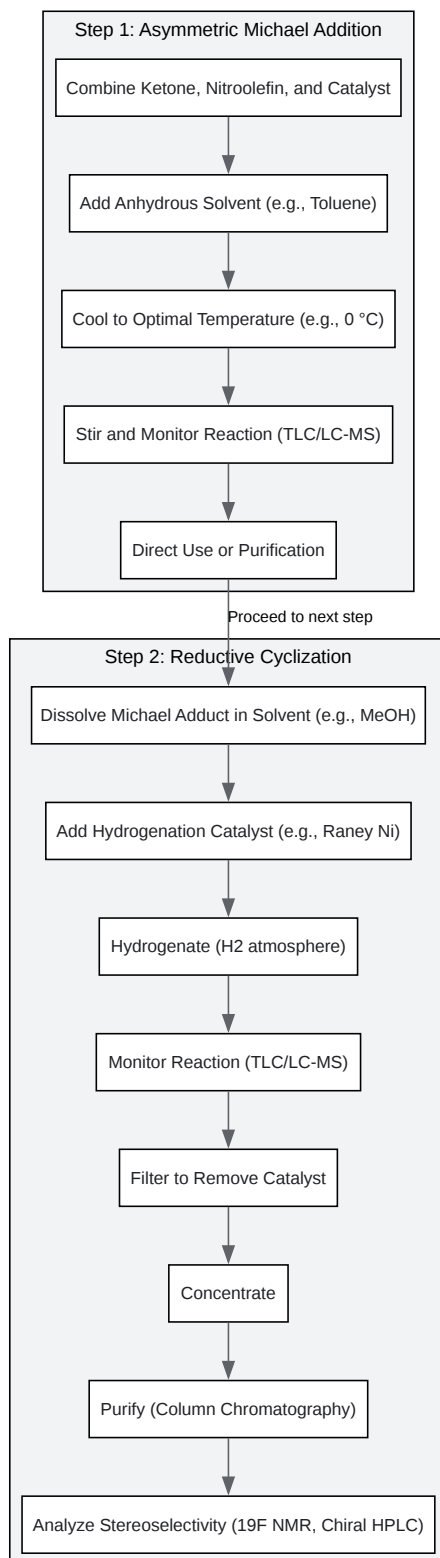 Step 1: Asymmetric Michael Addition
Combine Ketone, Nitroolefin, and Catalyst
Add Anhydrous Solvent (e.g., Toluene)
Cool to Optimal Temperature (e.g., 0 °C)
Stir and Monitor Reaction (TLC/LC-MS)
Direct Use or Purification
Proceed to next step
Step 2: Reductive Cyclization
Dissolve Michael Adduct in Solvent (e.g., MeOH)
Add Hydrogenation Catalyst (e.g., Raney Ni)
Hydrogenate (H2 atmosphere)
Monitor Reaction (TLC/LC-MS)
Filter to Remove Catalyst
Concentrate
Purify (Column Chromatography)
Analyze Stereoselectivity (19F NMR, Chiral HPLC)